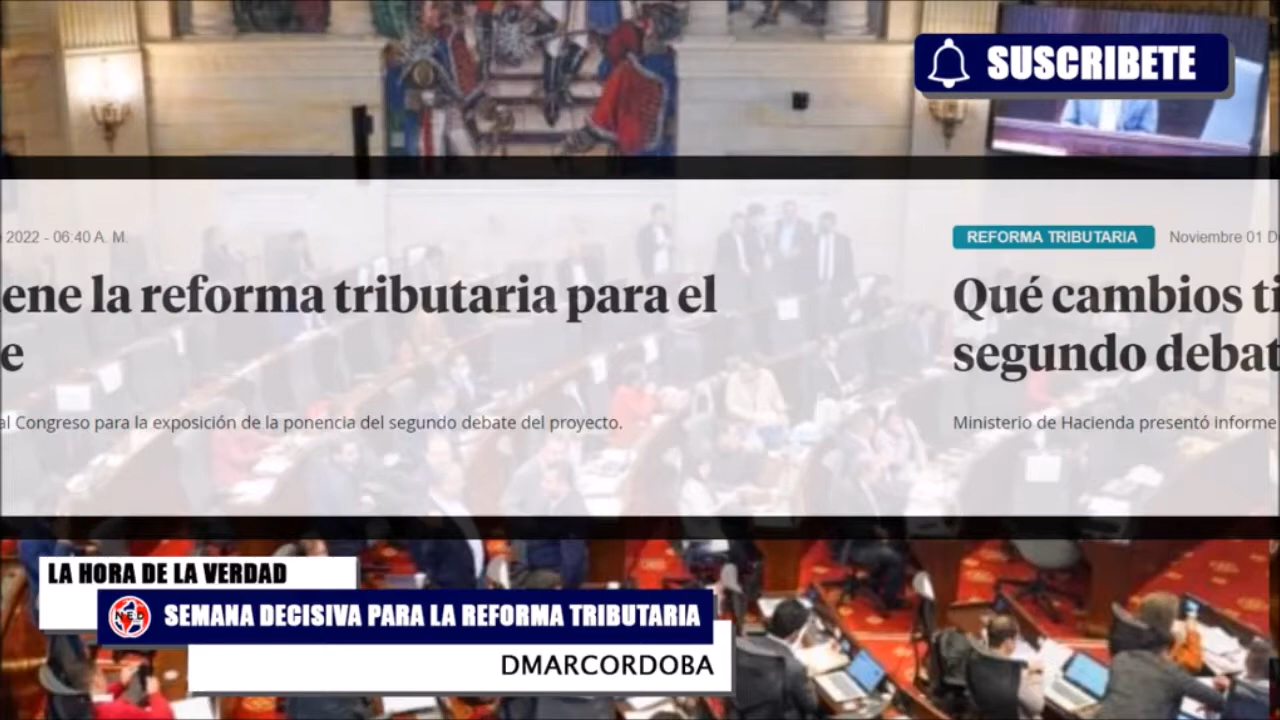 SUSCRIBETE
2022 - 06:40 A. M.
ene la reforma tributaria para el
e
al Congreso para la exposición de la ponencia del segundo debate del proyecto.
REFORMA TRIBUTARIA
Noviembre 01 D
Qué cambios ti
segundo debat
Ministerio de Hacienda presentó informe
LA HORA DE LA VERDAD
SEMANA DECISIVA PARA LA REFORMA TRIBUTARIA
DMARCORDOBA